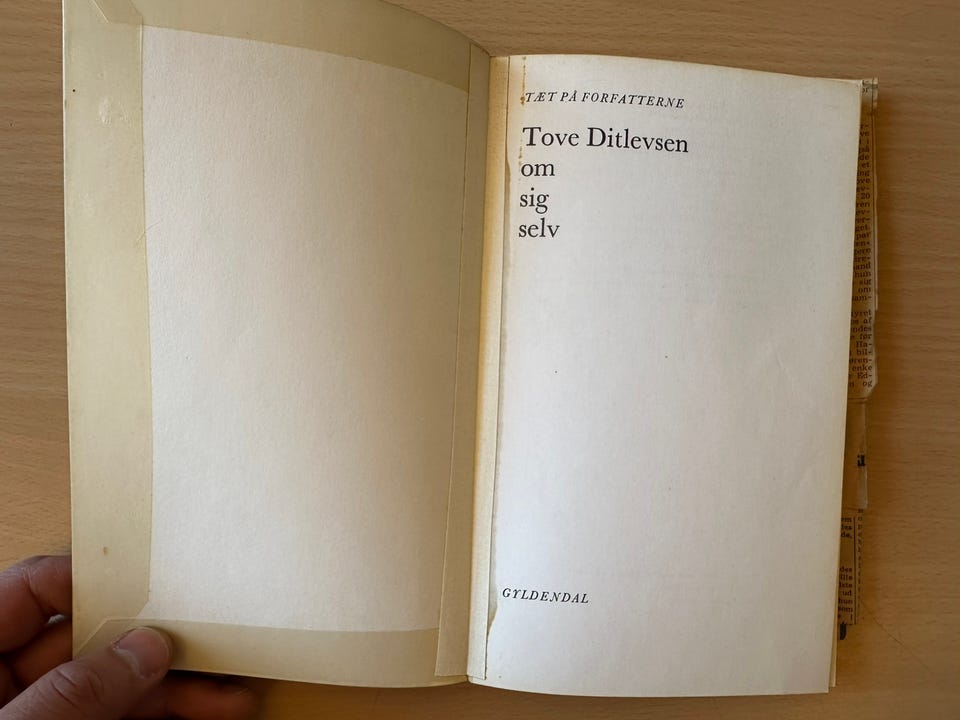 TÆT PÅ FORFATTERNE
Tove Ditlevsen
om
sig
selv
GYLDENDAL